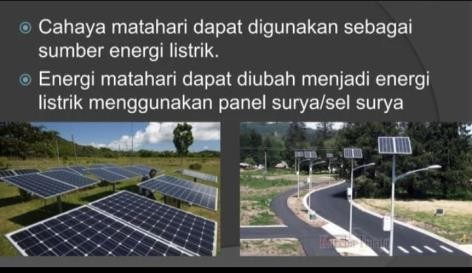 Cahaya matahari dapat digunakan sebagai
sumber energi listrik.
Energi matahari dapat diubah menjadi energi
listrik menggunakan panel surya/sel surya